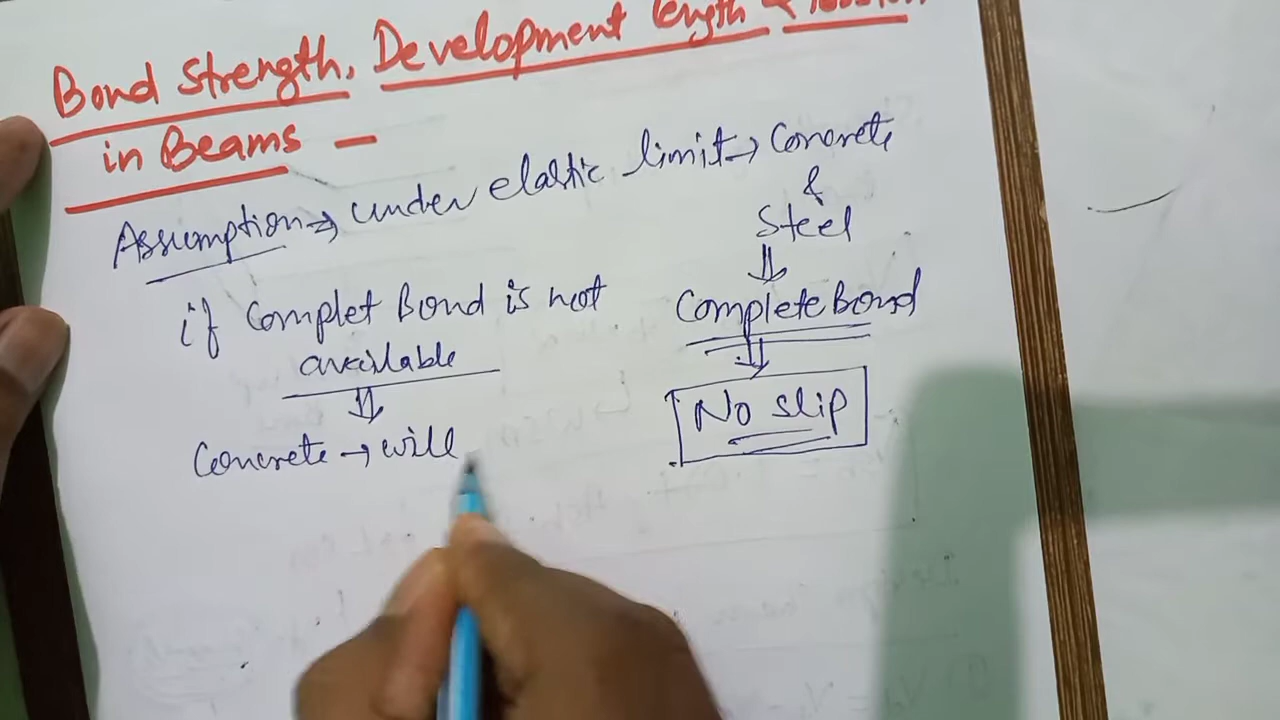 Bond Strength, Development length &
in Beams -
Assumption → under elastic limit → Concrete
&
Steel
if Complet Bond is not
available
Complete Bond
No slip
Concrete → will